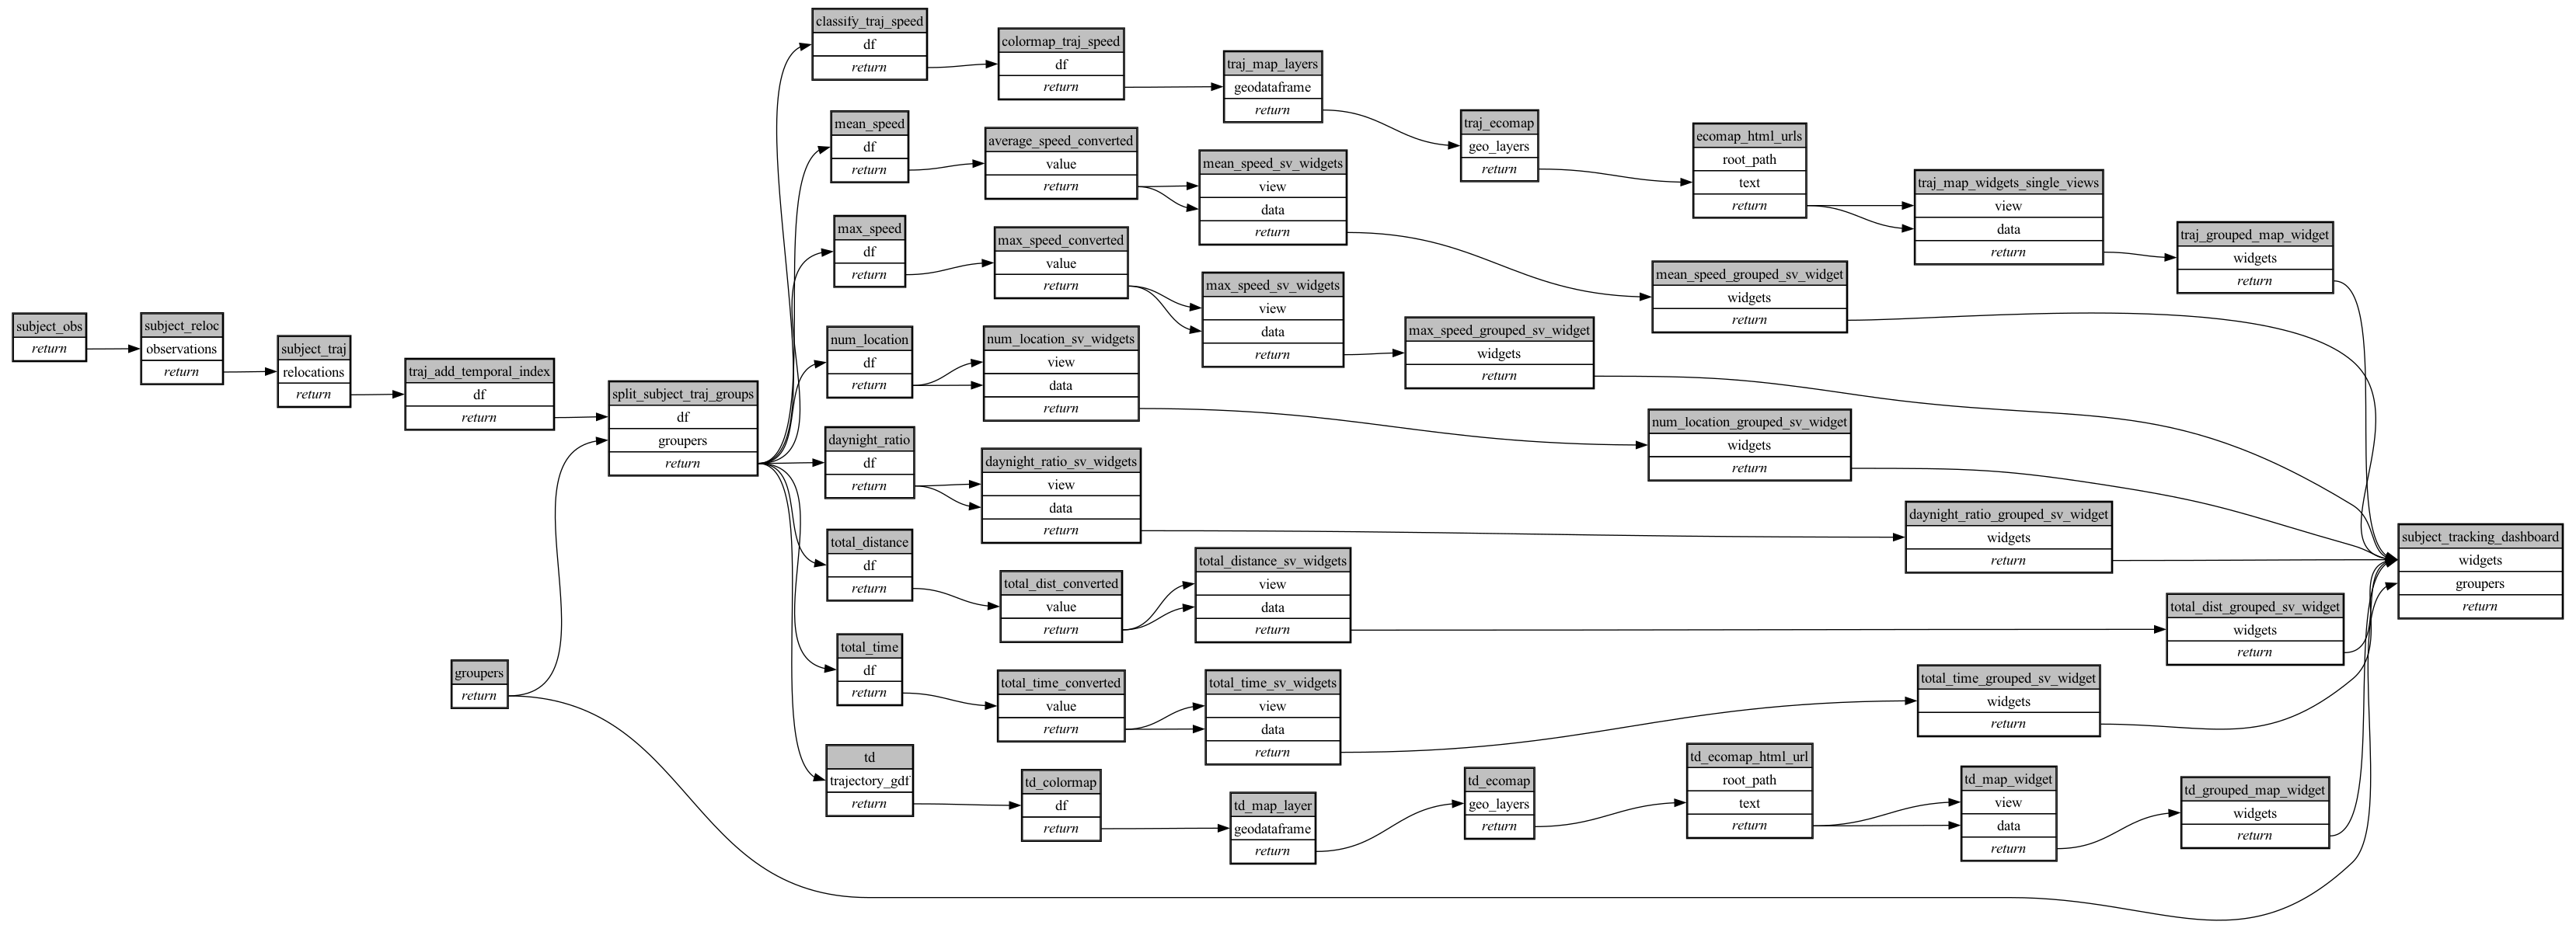 subject_obs
return
subject_reloc
observations
return
subject_traj
relocations
return
traj_add_temporal_index
df
return
groupers
return
split_subject_traj_groups
df
groupers
return
classify_traj_speed
df
return
mean_speed
df
return
max_speed
df
return
num_location
df
return
daynight_ratio
df
return
total_distance
df
return
total_time
df
return
td
trajectory_gdf
return
colormap_traj_speed
df
return
average_speed_converted
value
return
max_speed_converted
value
return
num_location_sv_widgets
view
data
return
daynight_ratio_sv_widgets
view
data
return
total_dist_converted
value
return
total_time_converted
value
return
td_colormap
df
return
traj_map_layers
geodataframe
return
mean_speed_sv_widgets
view
data
return
max_speed_sv_widgets
view
data
return
total_distance_sv_widgets
view
data
return
total_time_sv_widgets
view
data
return
td_map_layer
geodataframe
return
traj_ecomap
geo_layers
return
max_speed_grouped_sv_widget
widgets
return
td_ecomap
geo_layers
return
ecomap_html_urls
root_path
text
return
mean_speed_grouped_sv_widget
widgets
return
num_location_grouped_sv_widget
widgets
return
td_ecomap_html_url
root_path
text
return
traj_map_widgets_single_views
view
data
return
daynight_ratio_grouped_sv_widget
widgets
return
total_time_grouped_sv_widget
widgets
return
td_map_widget
view
data
return
traj_grouped_map_widget
widgets
return
total_dist_grouped_sv_widget
widgets
return
td_grouped_map_widget
widgets
return
subject_tracking_dashboard
widgets
groupers
return